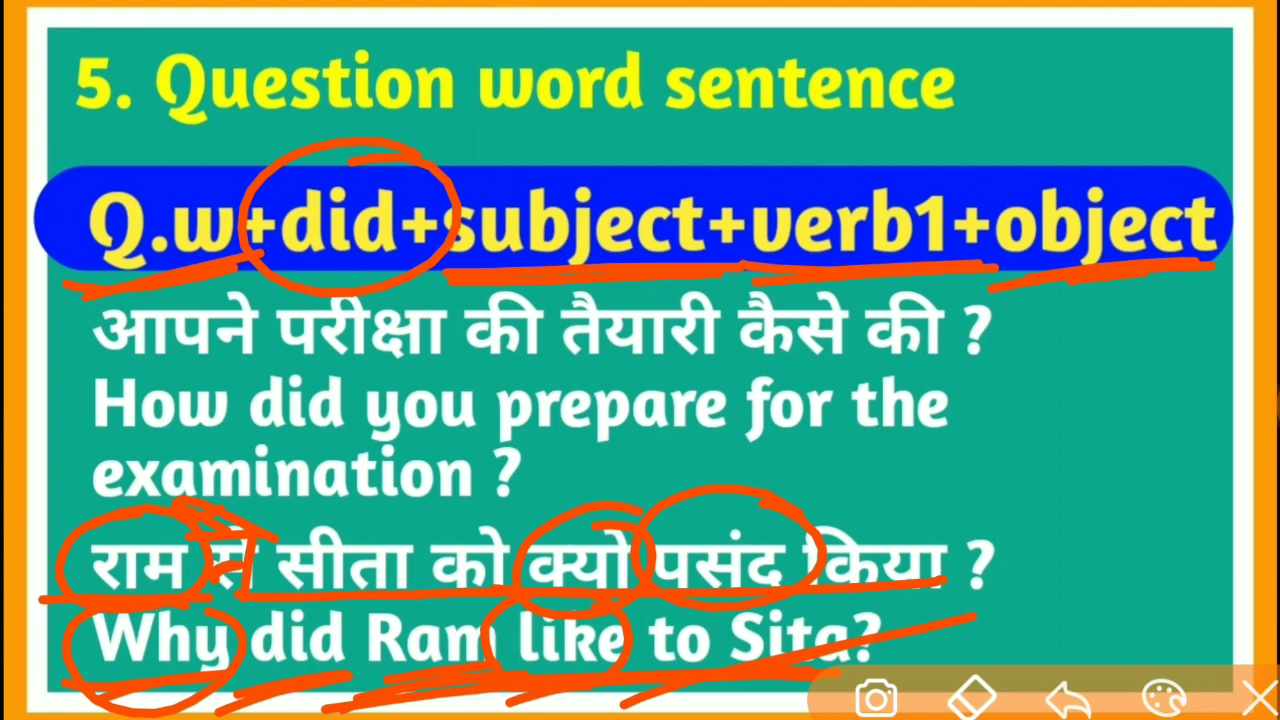 5. Question word sentence
Q.w+did+subject+verb1+object
आपने परीक्षा की तैयारी कैसे की ?
How did you prepare for the
examination ?
राम ने सीता को क्यो पसंद किया ?
Why did Ram like to Sita?